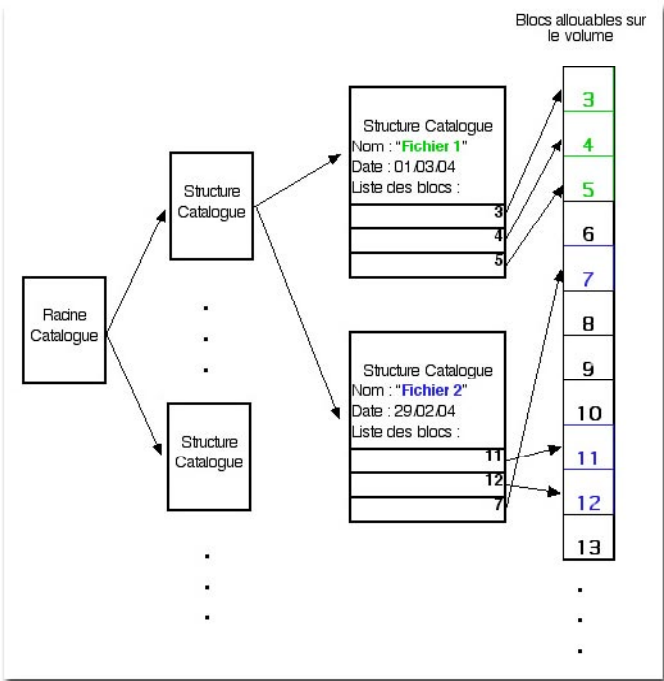 Blocs allouables sur
le volume
Racine
Catalogue
Structure
Catalogue
Structure
Catalogue
Structure Catalogue
Nom : "Fichier 1"
Date : 01/03/04
Liste des blocs :
3
4
5
Structure Catalogue
Nom : "Fichier 2"
Date : 29/02/04
Liste des blocs :
11
12
7
3
4
5
6
7
8
9
10
11
12
13